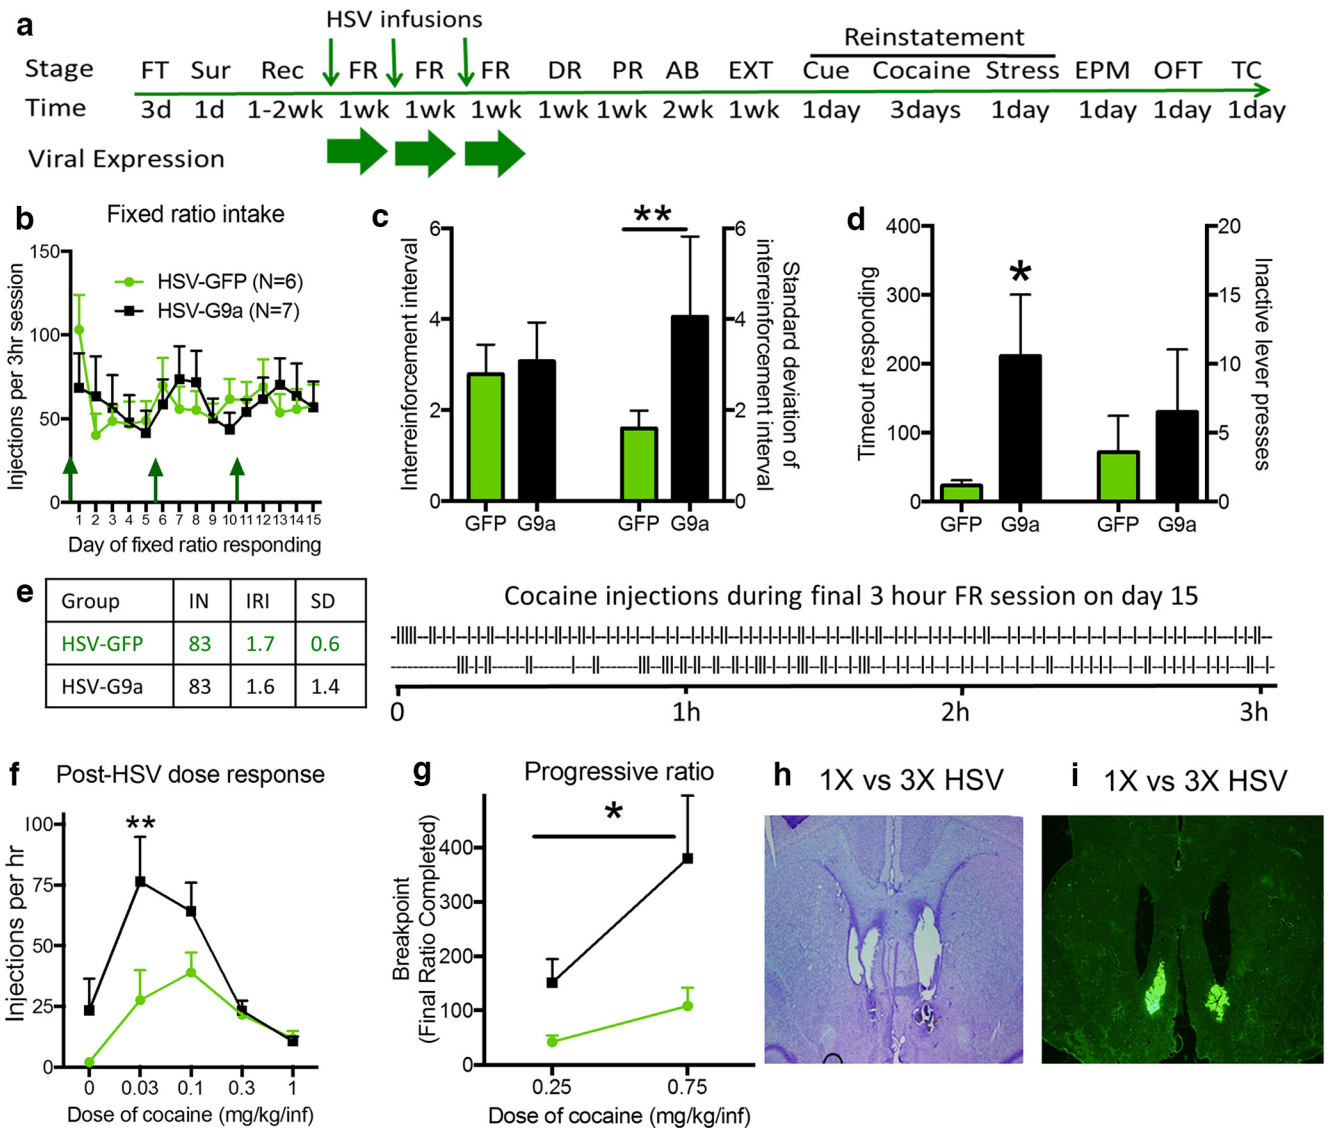 a
HSV infusions
Reinstatement
Stage FT Sur Rec FR FR FR DR PR AB EXT Cue Cocaine Stress EPM OFT TC
Time 3d 1d 1-2wk 1wk 1wk 1wk 1wk 1wk 2wk 1wk 1day 3days 1day 1day 1day 1day
Viral Expression
b
Fixed ratio intake
Injections per 3hr session
150
100
50
0
HSV-GFP (N=6)
HSV-G9a (N=7)
1 2 3 4 5 6 7 8 9 10 11 12 13 14 15
Day of fixed ratio responding
c
Interreinforcement interval
6
4
2
0
**
6
4
2
0
Standard deviation of
interreinforcement interval
GFP G9a GFP G9a
d
Timeout responding
400
300
200
100
0
*
20
15
10
5
0
Inactive lever presses
GFP G9a GFP G9a
e
Group IN IRI SD
HSV-GFP 83 1.7 0.6
HSV-G9a 83 1.6 1.4
Cocaine injections during final 3 hour FR session on day 15
0 1h 2h 3h
f
Post-HSV dose response
Injections per hr
100
75
50
25
0
**
0 0.03 0.1 0.3 1
Dose of cocaine (mg/kg/inf)
g
Progressive ratio
Breakpoint
(Final Ratio Completed)
400
300
200
100
0
*
0.25 0.75
Dose of cocaine (mg/kg/inf)
h
1X vs 3X HSV
i
1X vs 3X HSV